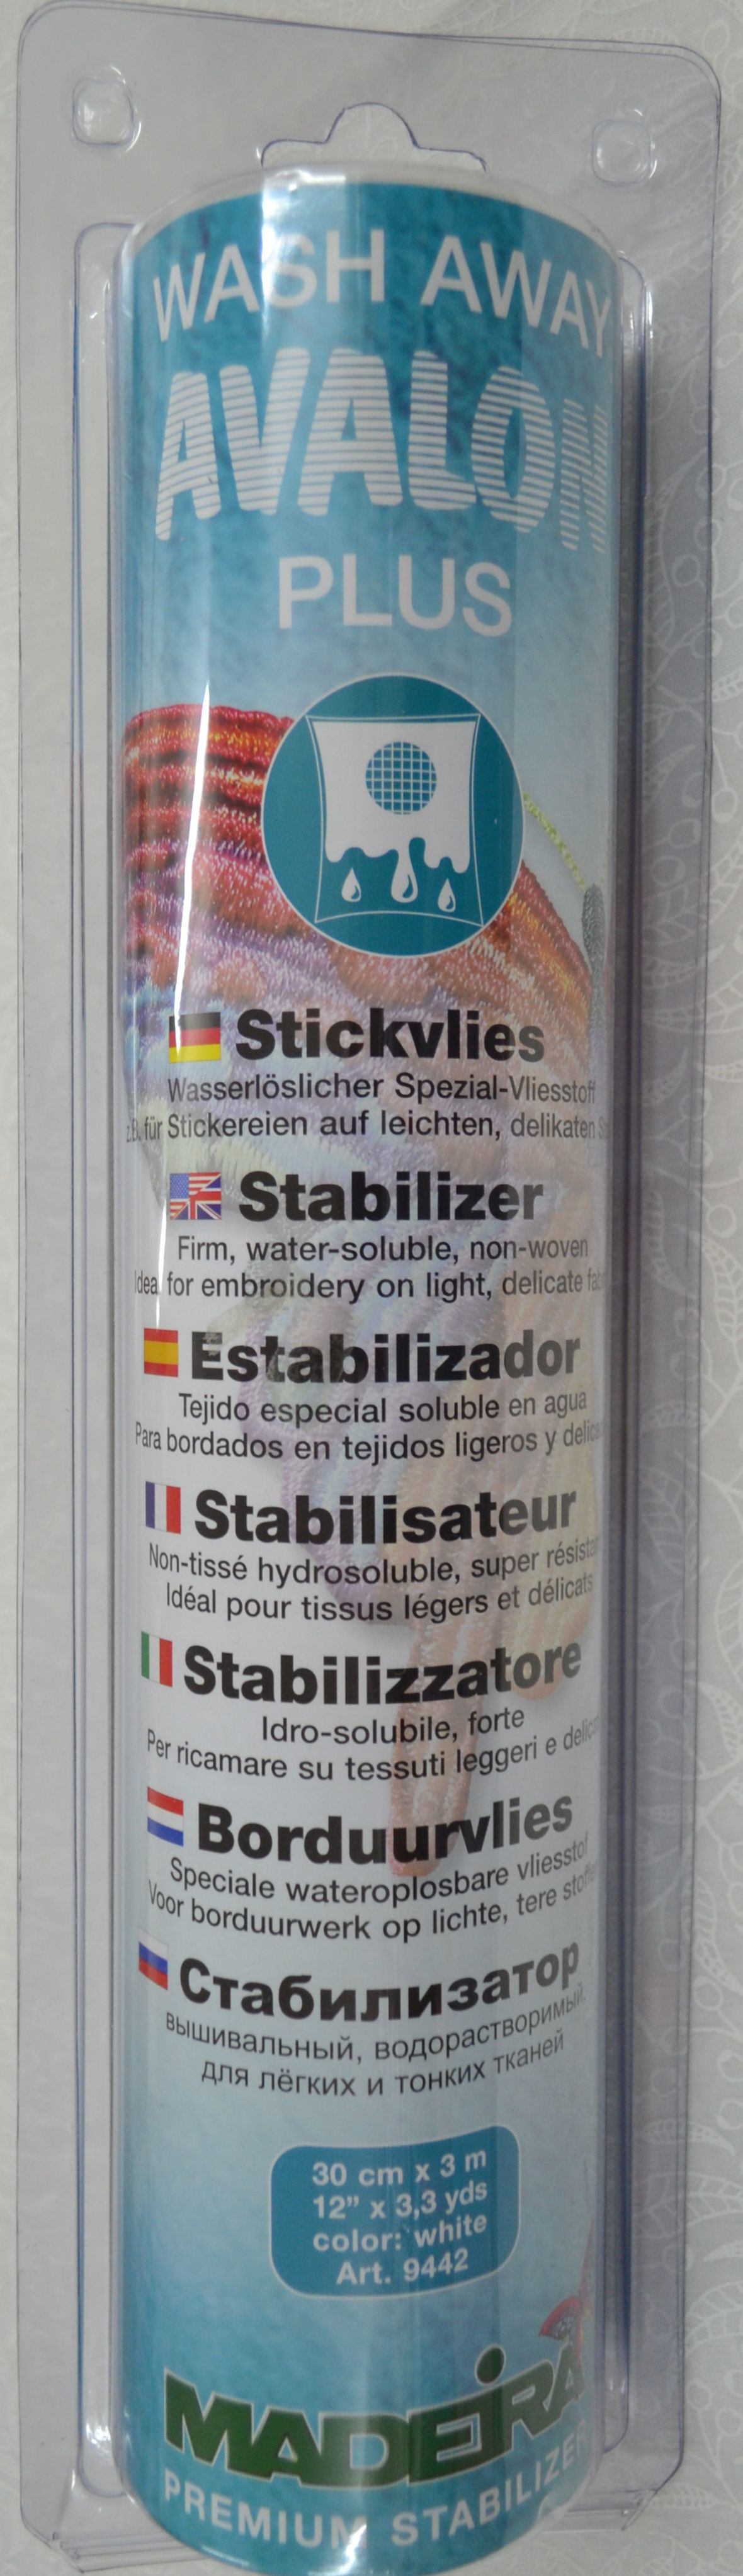 WASH AWAY
AVALON
PLUS
Stickvlies
Wasserlöslicher Spezial-Vliesstoff
für Stickereien auf leichten, delikaten
Stabilizer
Firm, water-soluble, non-woven
for embroidery on light, delicate
Estabilizador
Tejido especial soluble en agua
Para bordados en tejidos ligeros y
Stabilisateur
Non-tissé hydrosoluble, super
Idéal pour tissus légers et délicats
Stabilizzatore
Idro-solubile, forte
Per ricamare su tessuti leggeri e
Borduurvlies
Speciale wateroplosbare
Voor borduurwerk op lichte, tere
Стабилизатор
вышивальный, водорастворимый,
для лёгких и тонких тканей
30 cm x 3 m
12" x 3,3 yds
color: white
Art. 9442
MADEIRA
PREMIUM STABILIZER